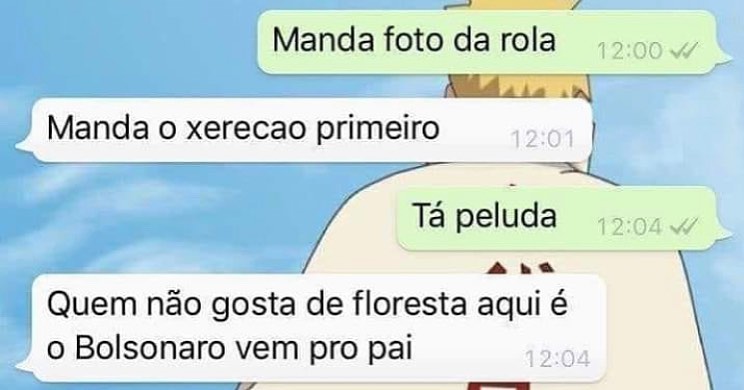 Manda foto da rola 12:00
Manda o xerecao primeiro 12:01
Tá peluda 12:04
Quem não gosta de floresta aqui é
o Bolsonaro vem pro pai 12:04